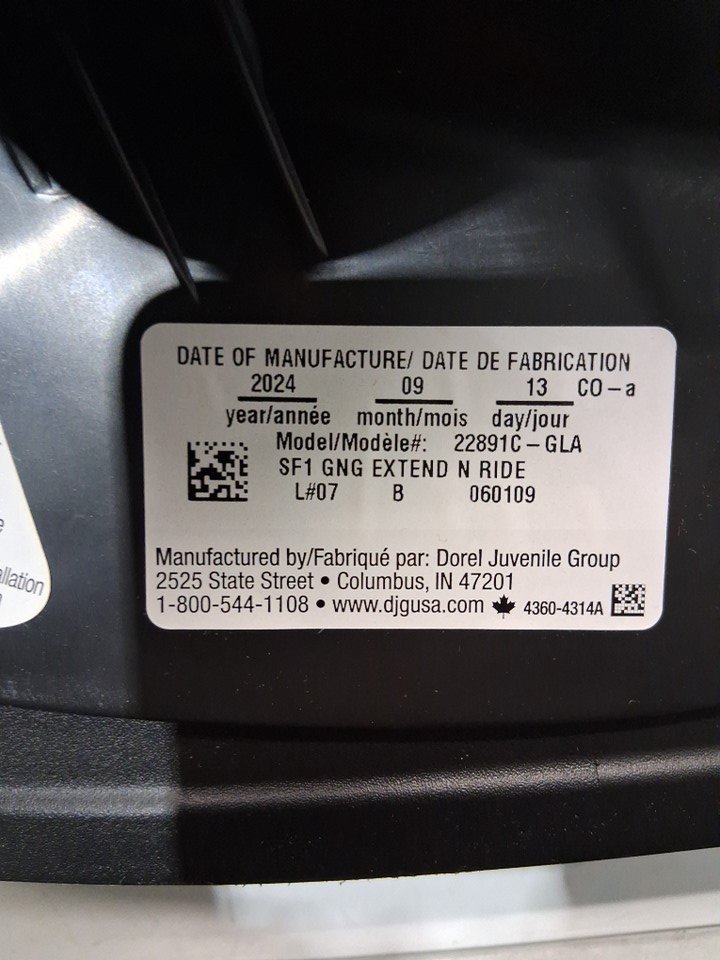 DATE OF MANUFACTURE/ DATE DE FABRICATION
2024 09 13 CO-a
year/année month/mois day/jour
Model/Modèle#: 22891C-GLA
SF1 GNG EXTEND N RIDE
L#07 B 060109
Manufactured by/Fabriqué par: Dorel Juvenile Group
2525 State Street • Columbus, IN 47201
1-800-544-1108 • www.djgusa.com 4360-4314A